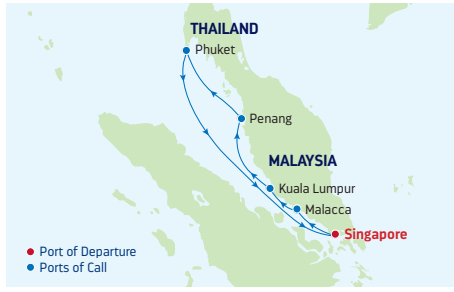 THAILAND
Phuket
Penang
MALAYSIA
Kuala Lumpur
Malacca
Singapore
Port of Departure
Ports of Call